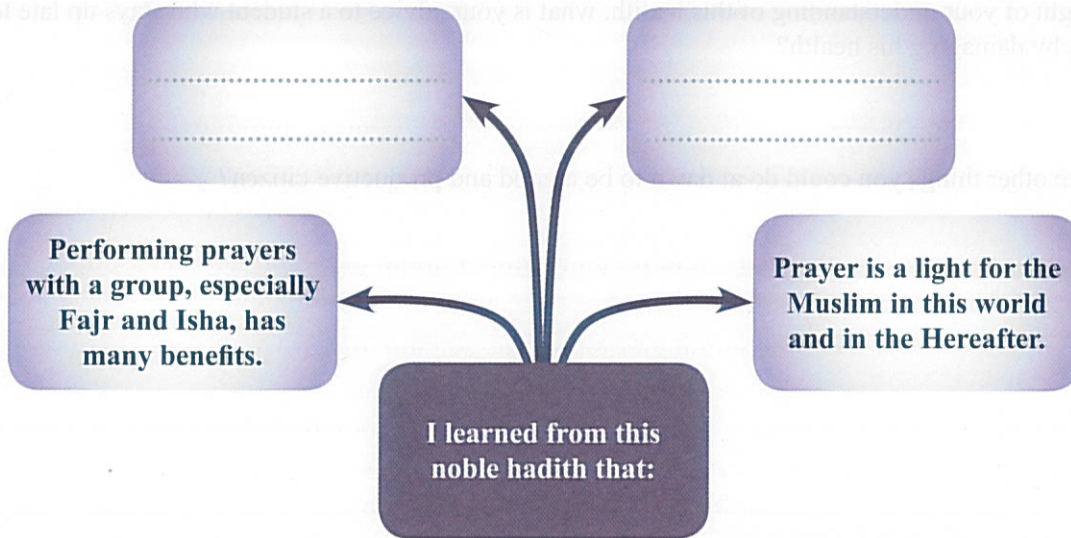 Performing prayers
with a group, especially
Fajr and Isha, has
many benefits.
Prayer is a light for the
Muslim in this world
and in the Hereafter.
I learned from this
noble hadith that: